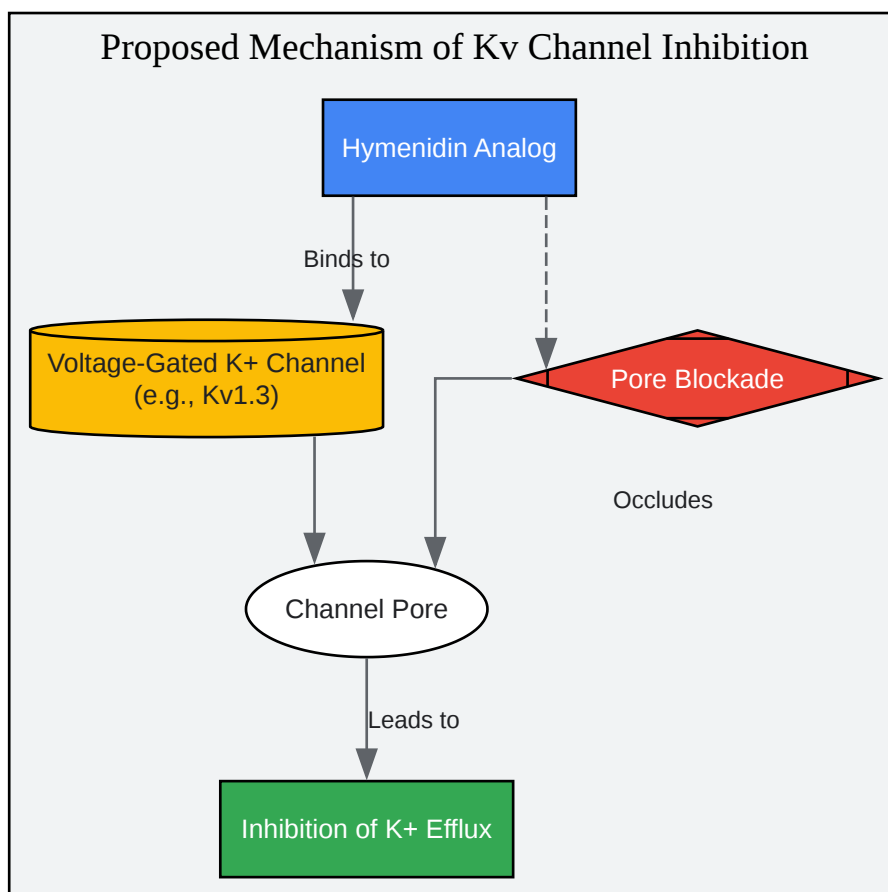 Proposed Mechanism of Kv Channel Inhibition
Hymenidin Analog
Binds to
Voltage-Gated K+ Channel
(e.g., Kv1.3)
Pore Blockade
Occludes
Channel Pore
Leads to
Inhibition of K+ Efflux